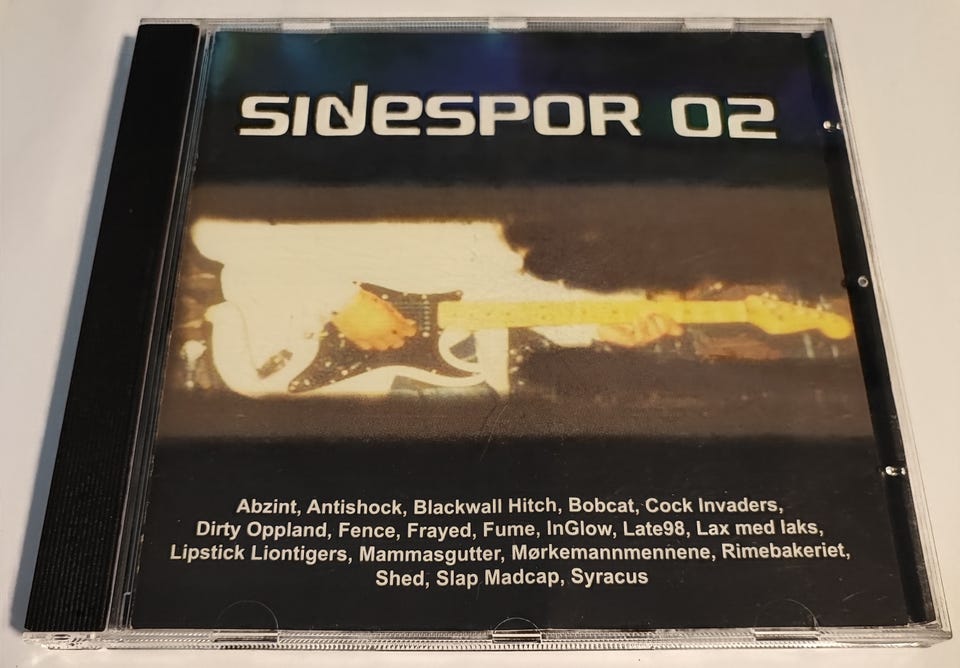 SIDESPOR 02
Abzint, Antishock, Blackwall Hitch, Bobcat, Cock Invaders,
Dirty Oppland, Fence, Frayed, Fume, InGlow, Late98, Lax med laks,
Lipstick Liontigers, Mammasgutter, Mørkemannmennene, Rimebakeriet,
Shed, Slap Madcap, Syracus